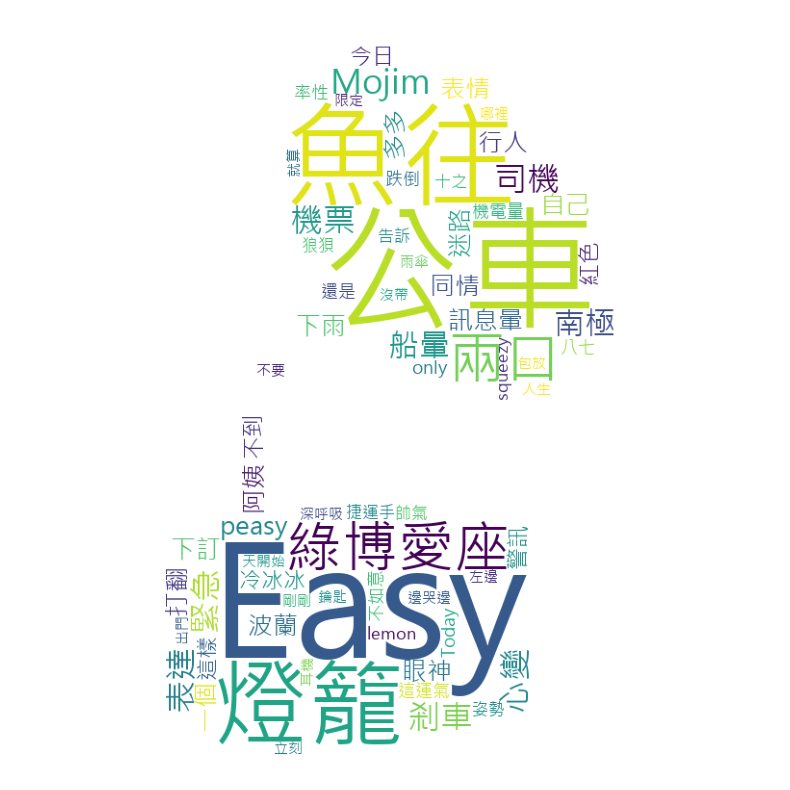 今日
Mojim
表情
率性
限定
魚往
哪裡
多多
行人
就算
跌倒
十之
司機
機票
機電量
自己
迷路
公車
狼狽
告訴
雨傘
紅色
還是
沒帶
同情
下雨
訊息暈
南極
船暈
兩口
八七
only
squeezy
包放
人生
不要
不到
阿姨
深呼吸
捷運手
帥氣
peasy
綠博愛座
警訊
下訂
天開始
冷冰冰
Easy
左邊
打翻
緊急
剛剛
鑰匙
不如意
邊哭邊
出門
波蘭
lemon
Today
這樣
表達
燈籠
耳機
眼神
心變
一個
這運氣
剎車
姿勢
立刻